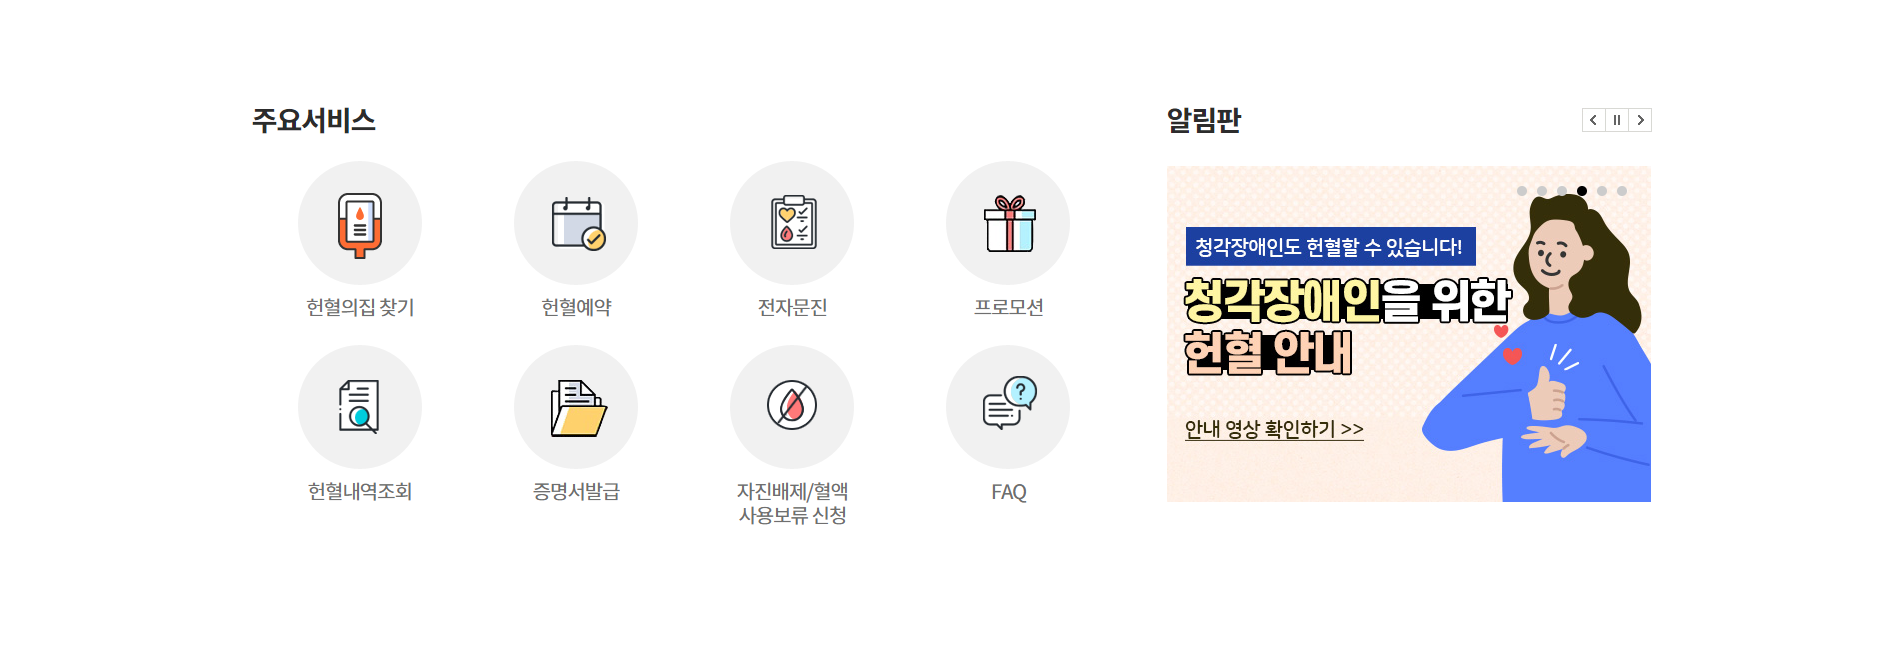 주요서비스
헌혈의집 찾기
헌혈예약
전자문진
프로모션
헌혈내역조회
증명서발급
자진배제/혈액
사용보류 신청
FAQ
알림판
청각장애인도 헌혈할 수 있습니다!
청각장애인을 위한
헌혈 안내
안내 영상 확인하기 >>